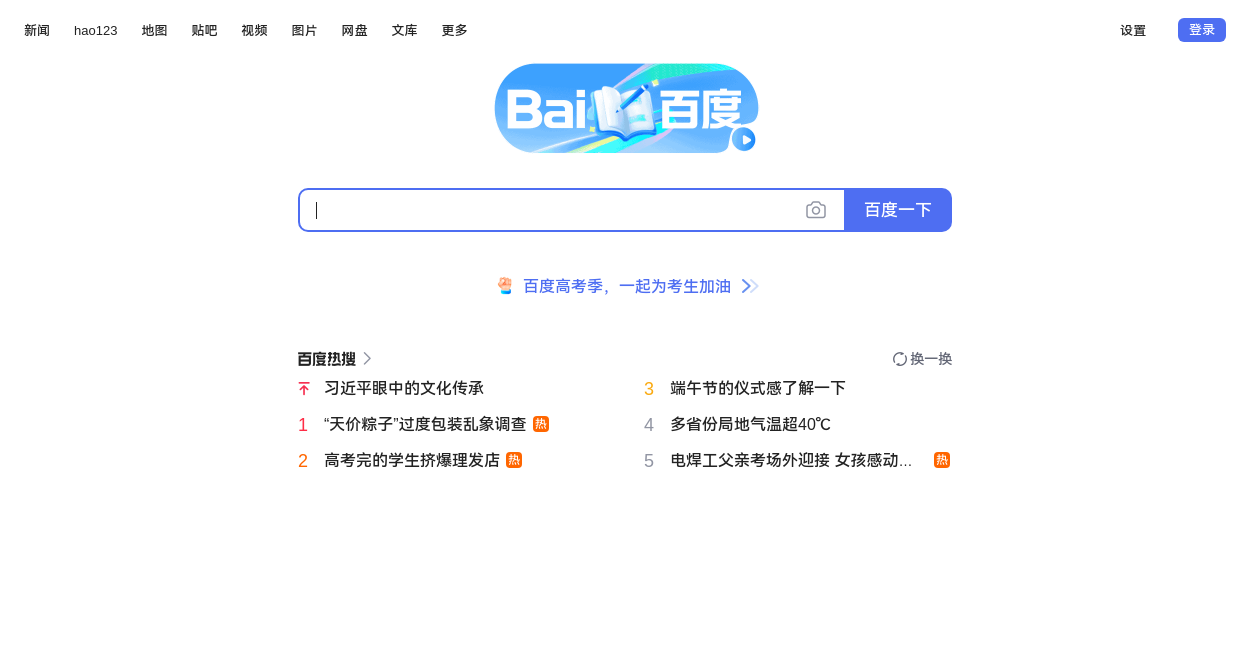 新闻 hao123 地图 贴吧 视频 图片 网盘 文库 更多 设置 登录
Bai 百度
百度一下
百度高考季，一起为考生加油
百度热搜 换一换
习近平眼中的文化传承
1 “天价粽子”过度包装乱象调查 热
2 高考完的学生挤爆理发店 热
3 端午节的仪式感了解一下
4 多省份局地气温超40℃
5 电焊工父亲考场外迎接 女孩感动... 热